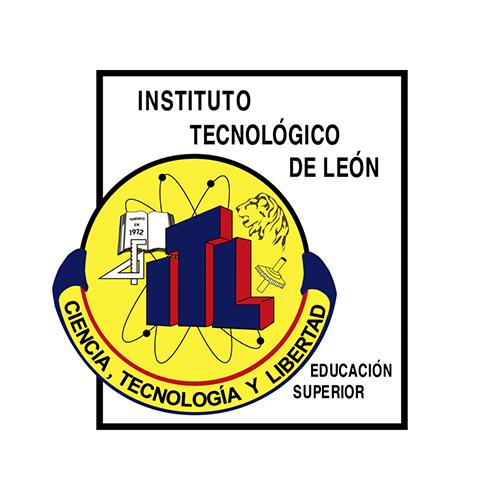 INSTITUTO
TECNOLÓGICO
DE LEÓN
FUNDADO
EN
1972
ITL
CIENCIA, TECNOLOGÍA Y LIBERTAD
EDUCACIÓN
SUPERIOR